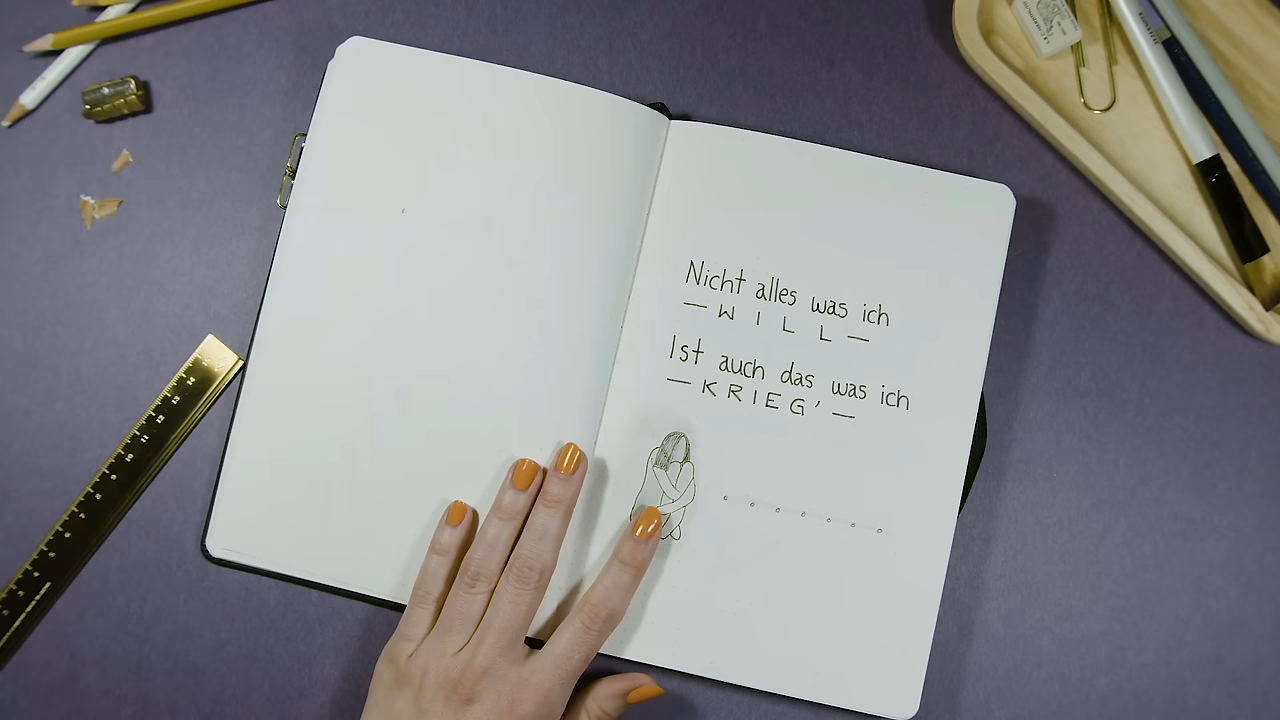 Nicht alles was ich
— W I L L —
Ist auch das was ich
— K R I E G ' —